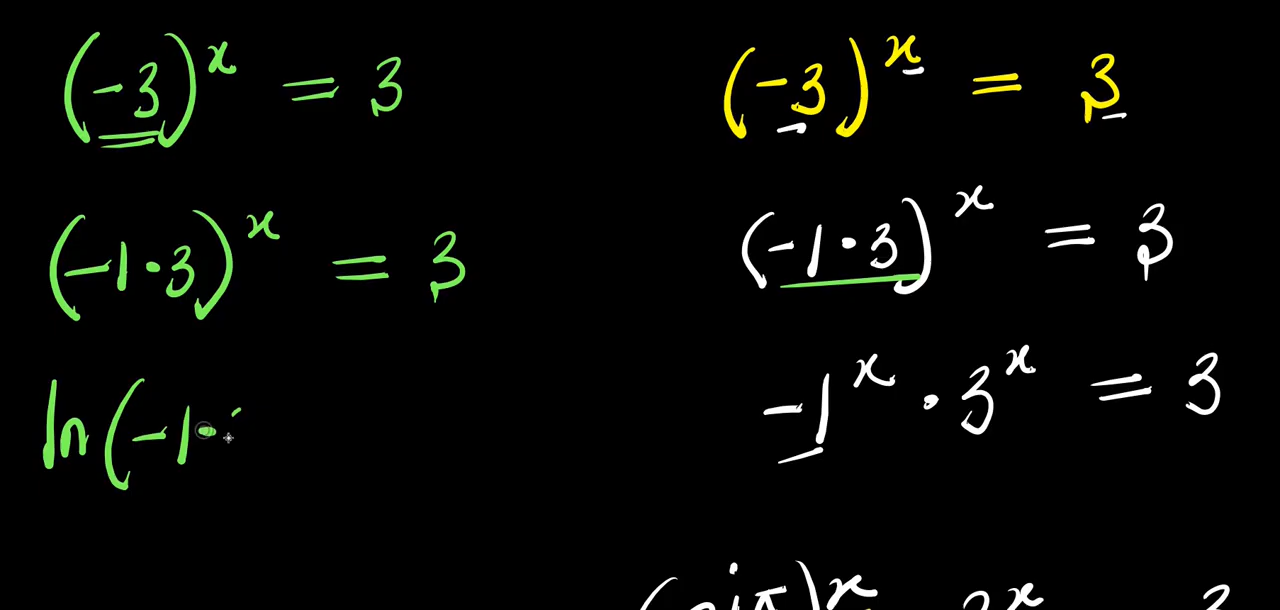 (-3)^x = 3
(-1·3)^x = 3
ln(-1·
(-3)^x = 3
(-1·3)^x = 3
-1^x · 3^x = 3